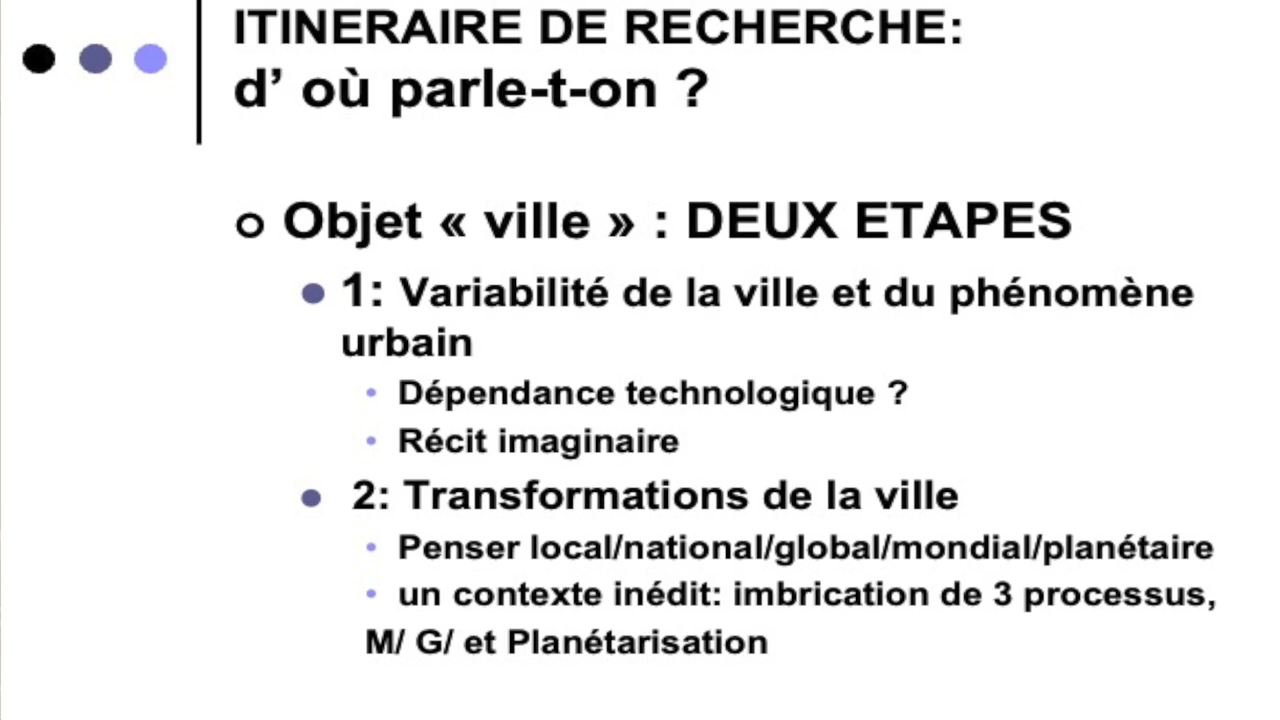 ITINERAIRE DE RECHERCHE:
d’ où parle-t-on ?
o Objet « ville » : DEUX ETAPES
• 1: Variabilité de la ville et du phénomène
urbain
• Dépendance technologique ?
• Récit imaginaire
• 2: Transformations de la ville
• Penser local/national/global/mondial/planétaire
• un contexte inédit: imbrication de 3 processus,
M/ G/ et Planétarisation